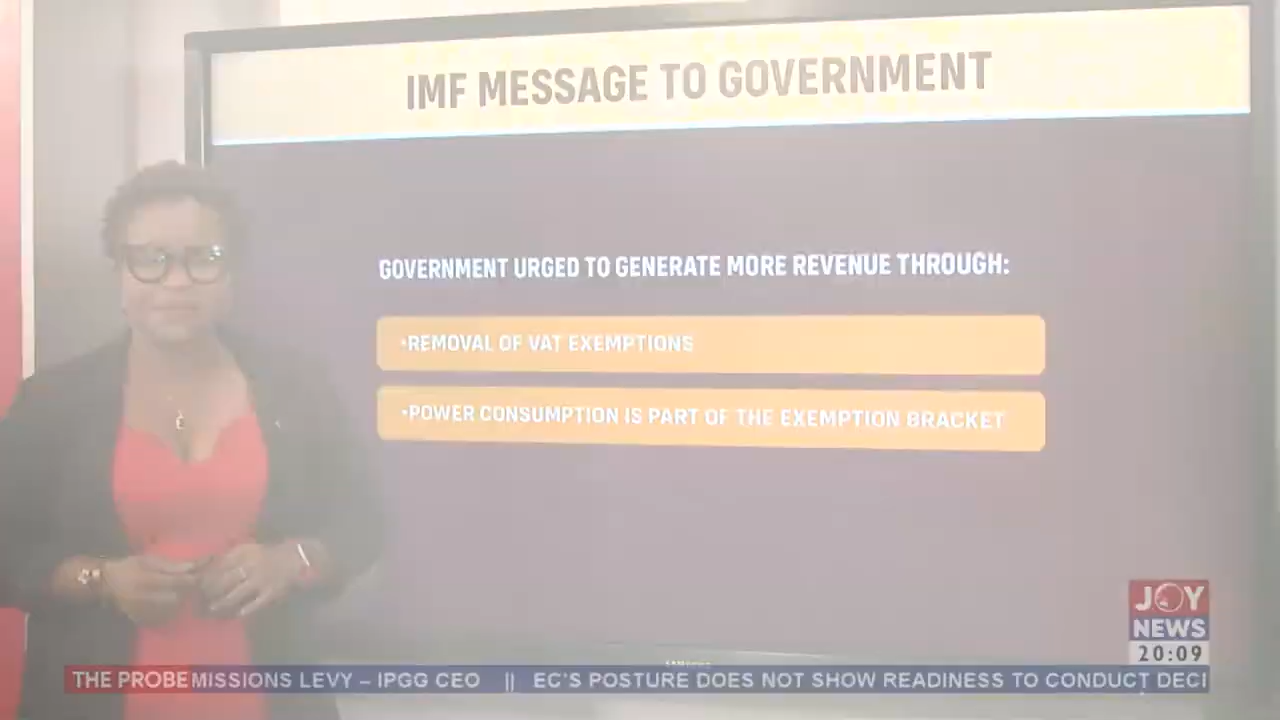 IMF MESSAGE TO GOVERNMENT
GOVERNMENT URGED TO GENERATE MORE REVENUE THROUGH:
•REMOVAL OF VAT EXEMPTIONS
•POWER CONSUMPTION IS PART OF THE EXEMPTION BRACKET
JOY
NEWS
20:09
THE PROBE MISSIONS LEVY – IPGG CEO || EC'S POSTURE DOES NOT SHOW READINESS TO CONDUCT DECI